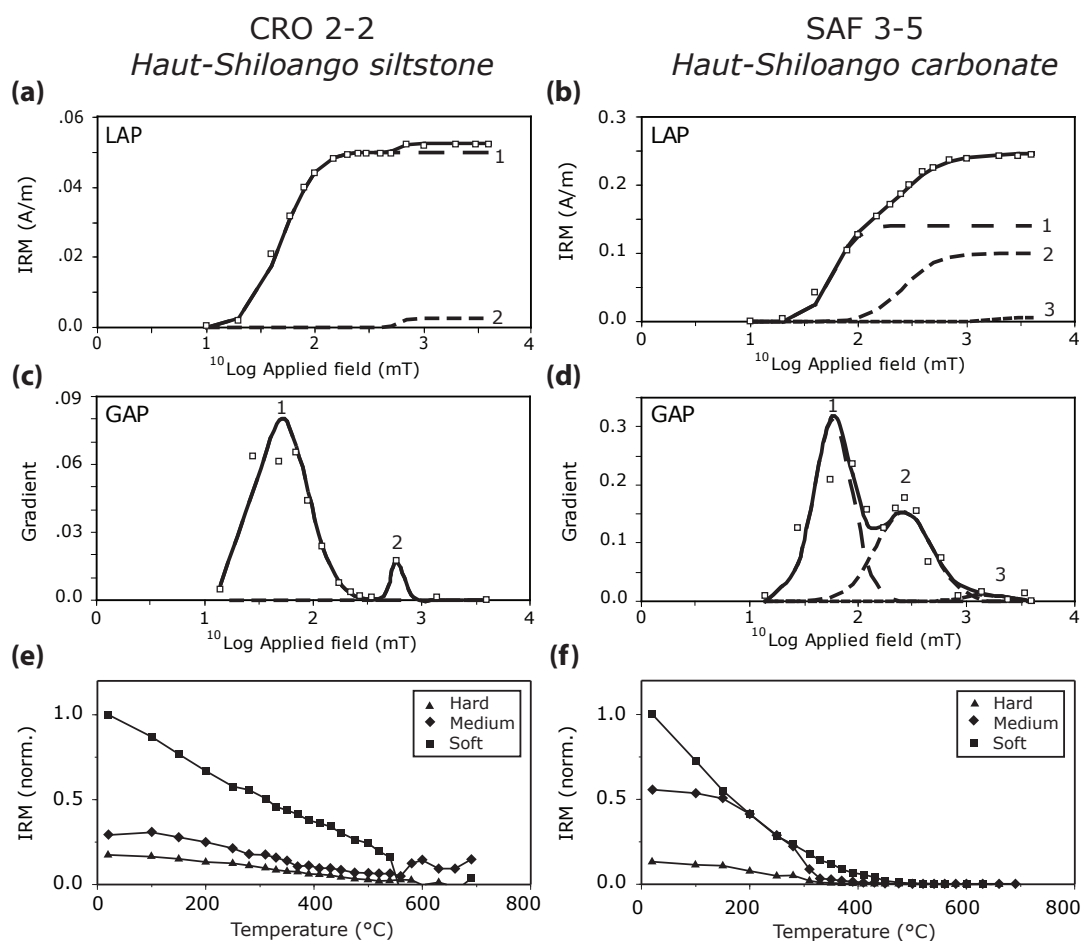 CRO 2-2
Haut-Shiloango siltstone
SAF 3-5
Haut-Shiloango carbonate
(a)
LAP
.06
.04
.02
0.0
IRM (A/m)
0 1 2 3 4
10Log Applied field (mT)
1
2
(b)
LAP
0.3
0.2
0.1
0.0
IRM (A/m)
0 1 2 3 4
10Log Applied field (mT)
1
2
3
(c)
GAP
.09
.06
.03
0.0
Gradient
0 1 2 3 4
10Log Applied field (mT)
1
2
(d)
GAP
0.3
0.2
0.1
0.0
Gradient
0 1 2 3 4
10Log Applied field (mT)
1
2
3
(e)
Hard
Medium
Soft
1.0
0.5
0.0
IRM (norm.)
0 200 400 600 800
Temperature (°C)
(f)
Hard
Medium
Soft
1.0
0.5
0.0
IRM (norm.)
0 200 400 600 800
Temperature (°C)